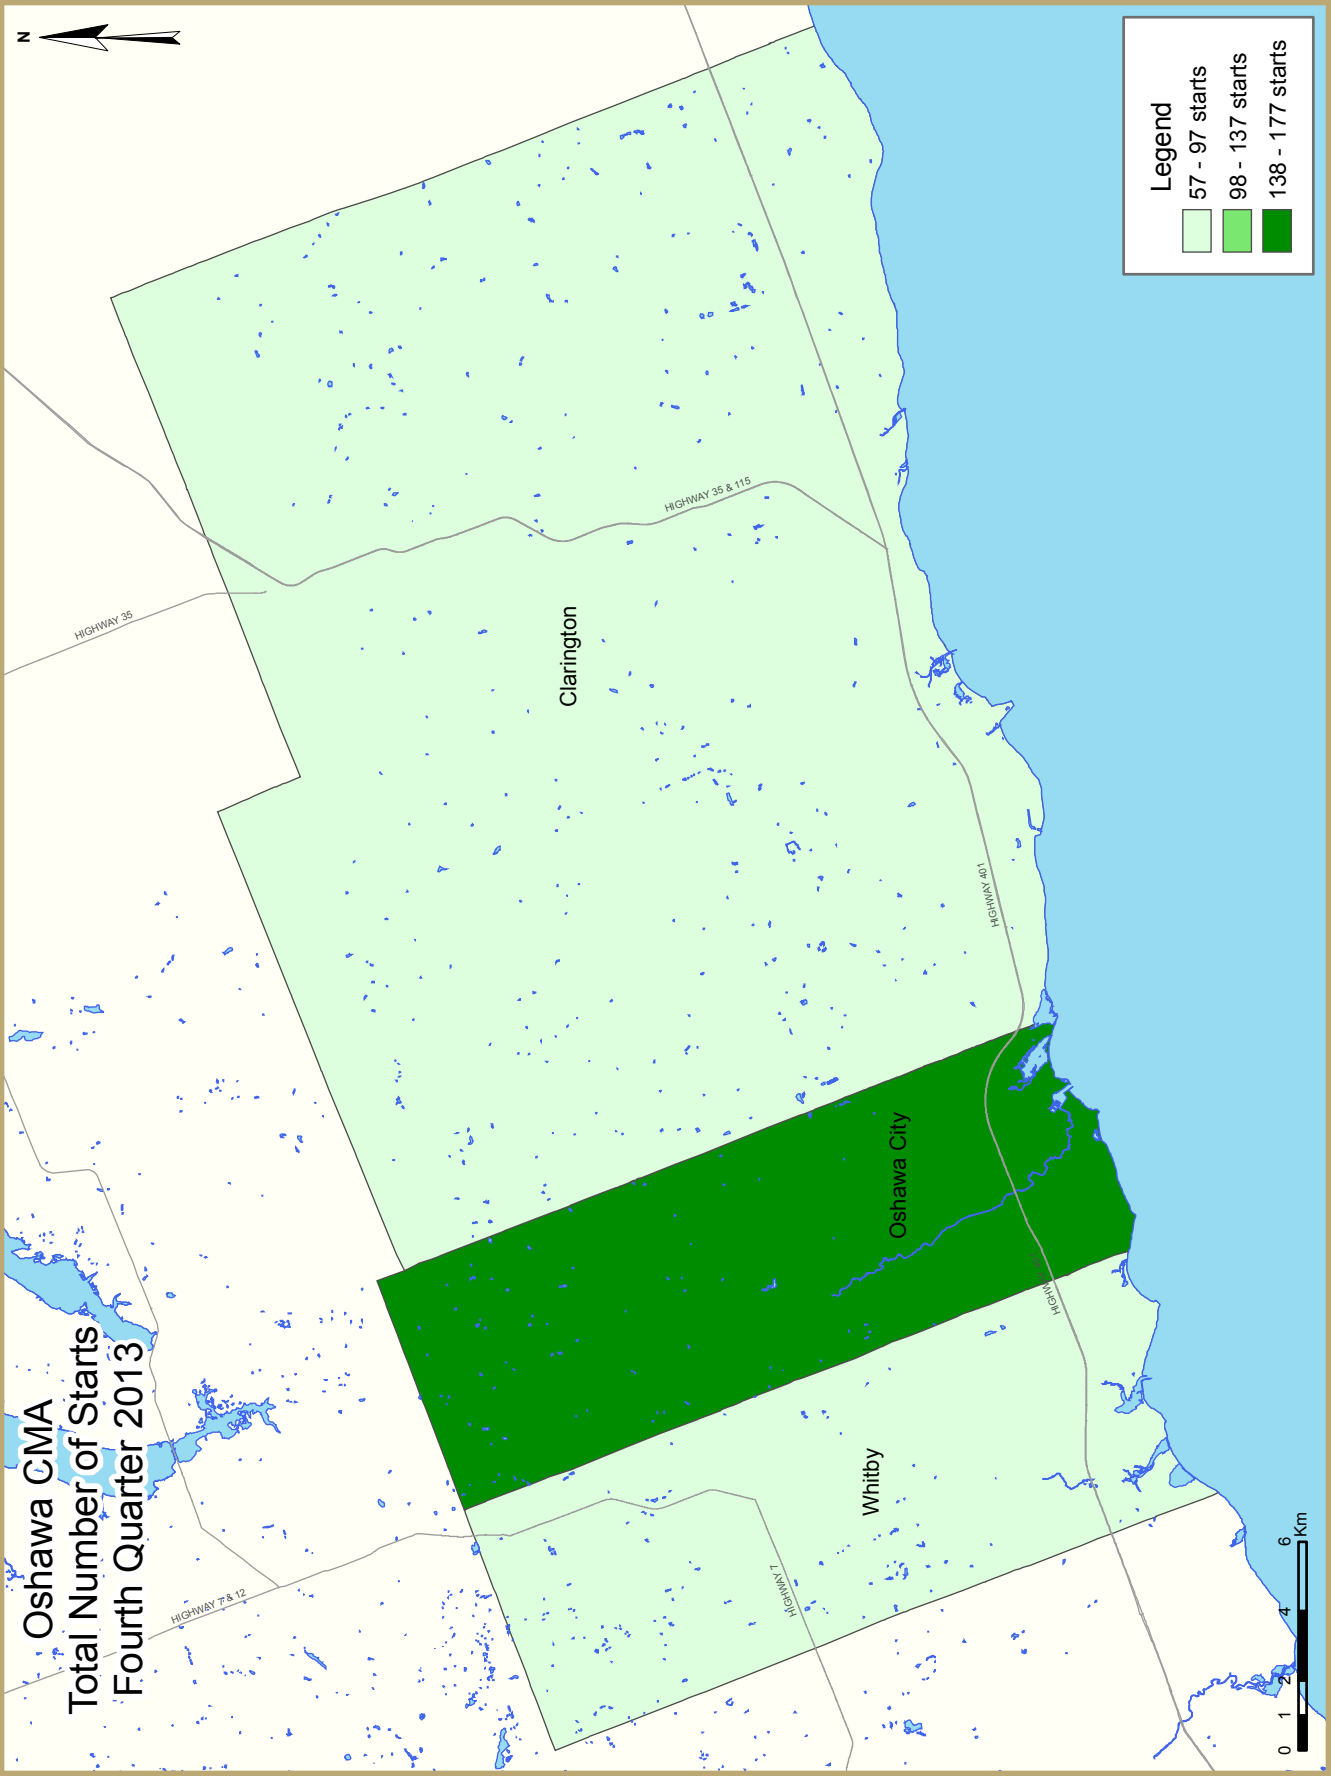 Oshawa CMA
Total Number of Starts
Fourth Quarter 2013
N
HIGHWAY 7 & 12
HIGHWAY 35
HIGHWAY 35 & 115
Clarington
HIGHWAY 401
Oshawa City
Whitby
HIGHWAY 7
HIGHW
Legend
57 - 97 starts
98 - 137 starts
138 - 177 starts
0 1 2 4 6
Km